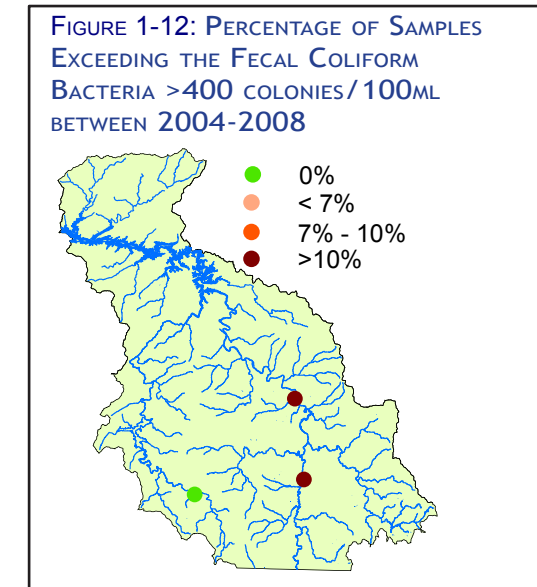 FIGURE 1-12: PERCENTAGE OF SAMPLES
EXCEEDING THE FECAL COLIFORM
BACTERIA >400 COLONIES/100ML
BETWEEN 2004-2008
0%
< 7%
7% - 10%
>10%